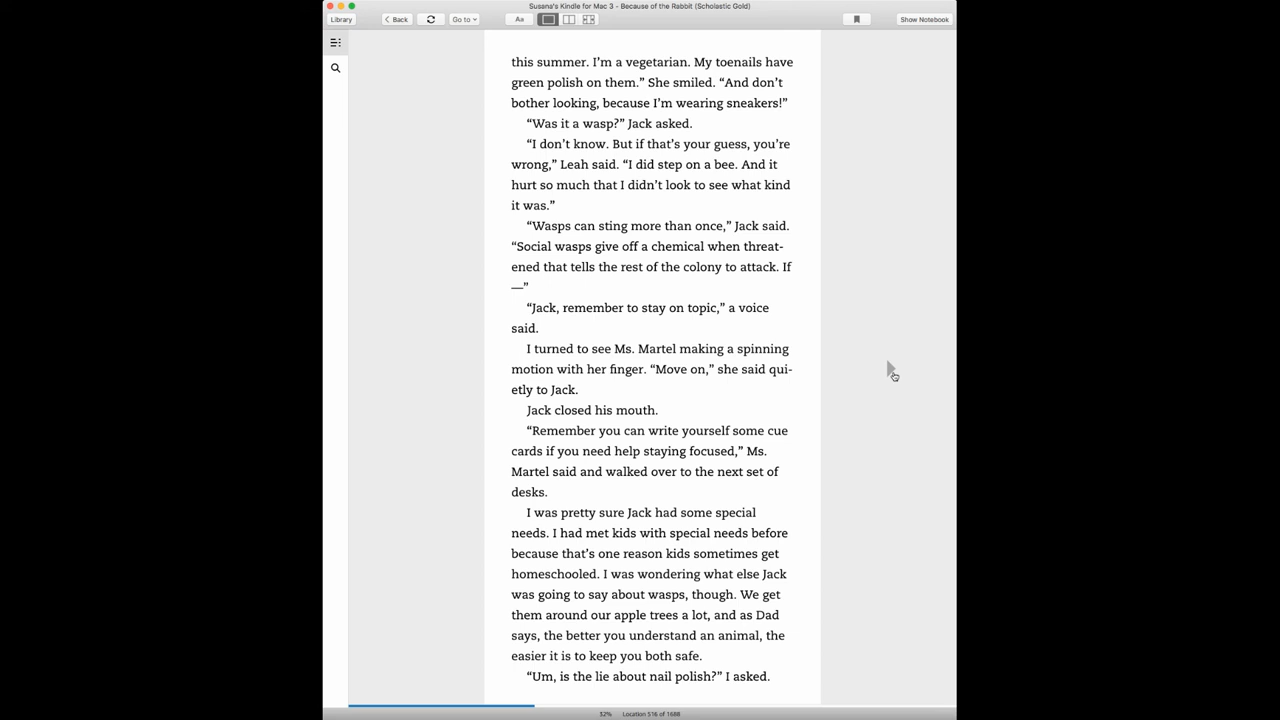 Susana's Kindle for Mac 3 - Because of the Rabbit (Scholastic Gold)
Library
Back
Go to
Aa
Show Notebook
this summer. I’m a vegetarian. My toenails have
green polish on them.” She smiled. “And don’t
bother looking, because I’m wearing sneakers!”
“Was it a wasp?” Jack asked.
“I don’t know. But if that’s your guess, you’re
wrong,” Leah said. “I did step on a bee. And it
hurt so much that I didn’t look to see what kind
it was.”
“Wasps can sting more than once,” Jack said.
“Social wasps give off a chemical when threat-
ened that tells the rest of the colony to attack. If
—”
“Jack, remember to stay on topic,” a voice
said.
I turned to see Ms. Martel making a spinning
motion with her finger. “Move on,” she said qui-
etly to Jack.
Jack closed his mouth.
“Remember you can write yourself some cue
cards if you need help staying focused,” Ms.
Martel said and walked over to the next set of
desks.
I was pretty sure Jack had some special
needs. I had met kids with special needs before
because that’s one reason kids sometimes get
homeschooled. I was wondering what else Jack
was going to say about wasps, though. We get
them around our apple trees a lot, and as Dad
says, the better you understand an animal, the
easier it is to keep you both safe.
“Um, is the lie about nail polish?” I asked.
32% Location 516 of 1688